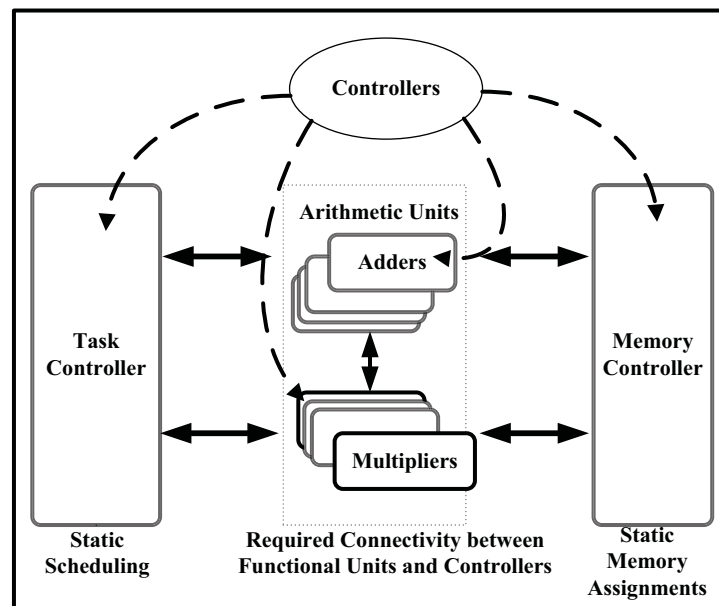 Controllers
Arithmetic Units
Adders
Task
Controller
Memory
Controller
Multipliers
Static
Scheduling
Required Connectivity between
Functional Units and Controllers
Static
Memory
Assignments